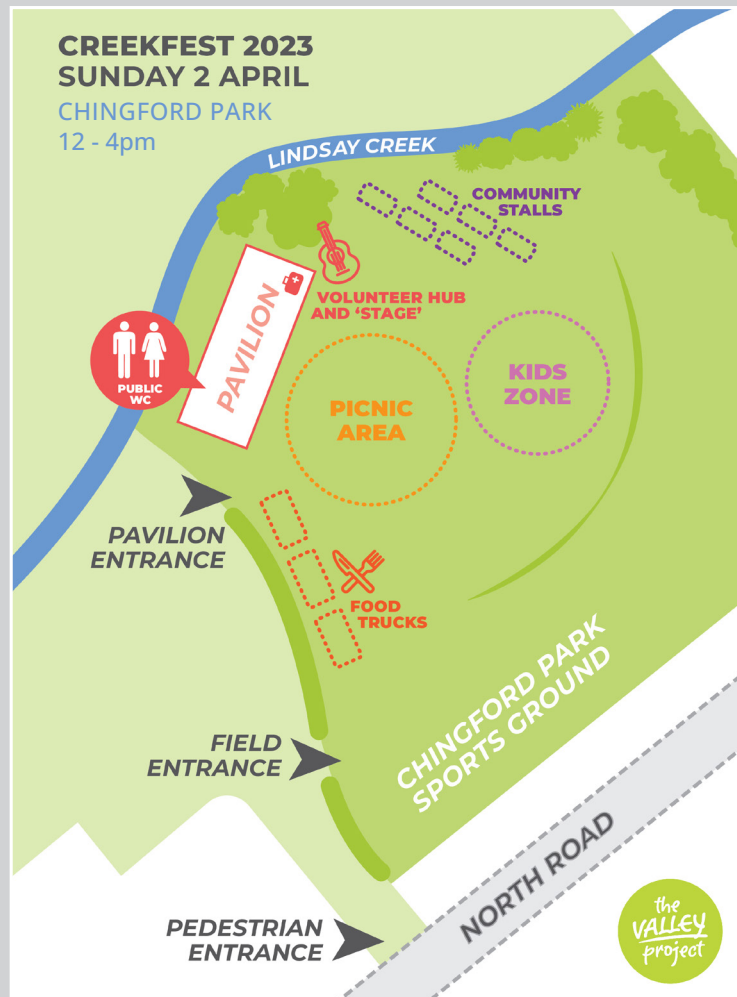 CREEKFEST 2023
SUNDAY 2 APRIL
CHINGFORD PARK
12 - 4pm
LINDSAY CREEK
COMMUNITY
STALLS
VOLUNTEER HUB
AND ‘STAGE’
PAVILION
PUBLIC
WC
PICNIC
AREA
KIDS
ZONE
PAVILION
ENTRANCE
FOOD
TRUCKS
CHINGFORD PARK
SPORTS GROUND
FIELD
ENTRANCE
NORTH ROAD
PEDESTRIAN
ENTRANCE
the
VALLEY
project